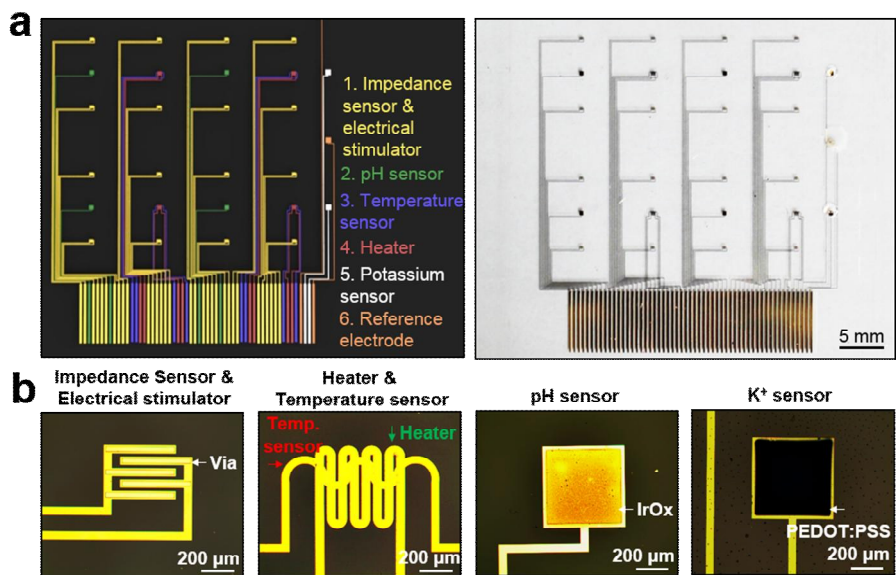 a
1. Impedance
sensor &
electrical
stimulator
2. pH sensor
3. Temperature
sensor
4. Heater
5. Potassium
sensor
6. Reference
electrode
5 mm
b
Impedance Sensor &
Electrical stimulator
Via
200 µm
Heater &
Temperature sensor
Temp.
sensor
Heater
200 µm
pH sensor
IrOx
200 µm
K⁺ sensor
PEDOT:PSS
200 µm